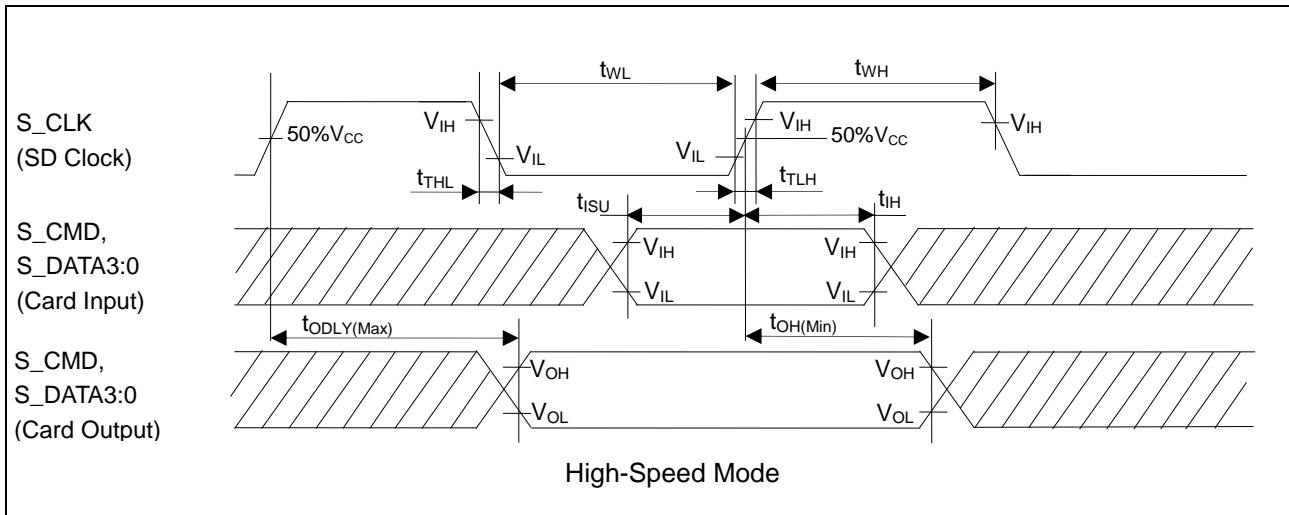 tWL
tWH
S_CLK
(SD Clock)
50%VCC
VIH
VIL
VIL
VIH
50%VCC
VIH
tTHL
tTLH
tISU
tIH
S_CMD,
S_DATA3:0
(Card Input)
VIH
VIL
VIH
VIL
tODLY(Max)
tOH(Min)
S_CMD,
S_DATA3:0
(Card Output)
VOH
VOL
VOH
VOL
High-Speed Mode